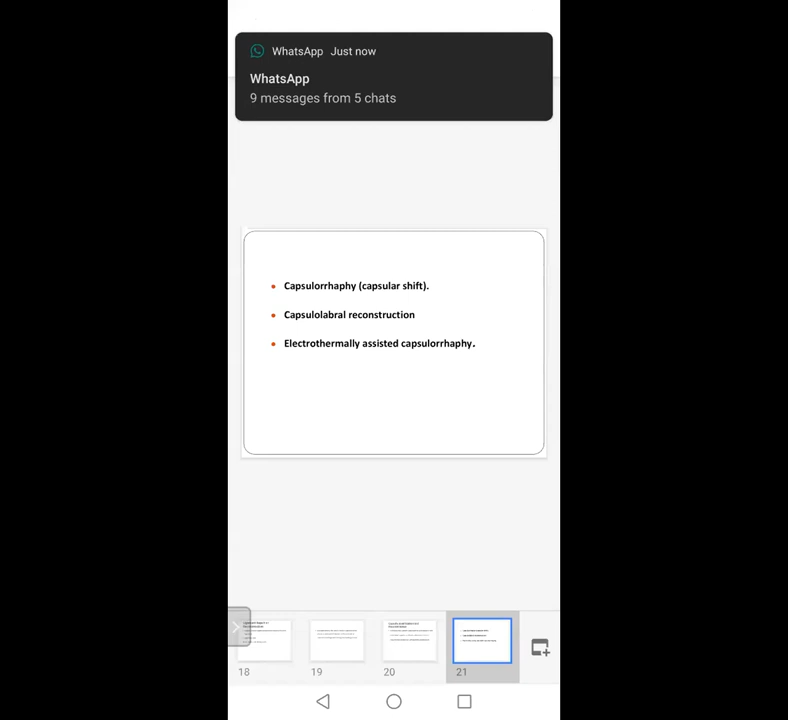 WhatsApp Just now
WhatsApp
9 messages from 5 chats
• Capsulorrhaphy (capsular shift).
• Capsulolabral reconstruction
• Electrothermally assisted capsulorrhaphy.
18
19
20
21